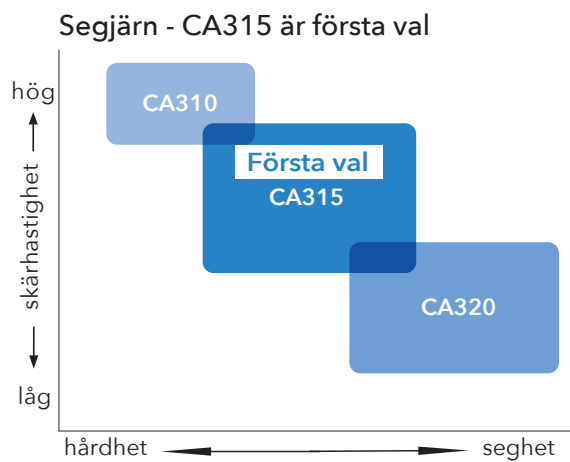 Segjärn - CA315 är första val
hög
CA310
Första val
CA315
skärhastighet
CA320
låg
hårdhet
seghet